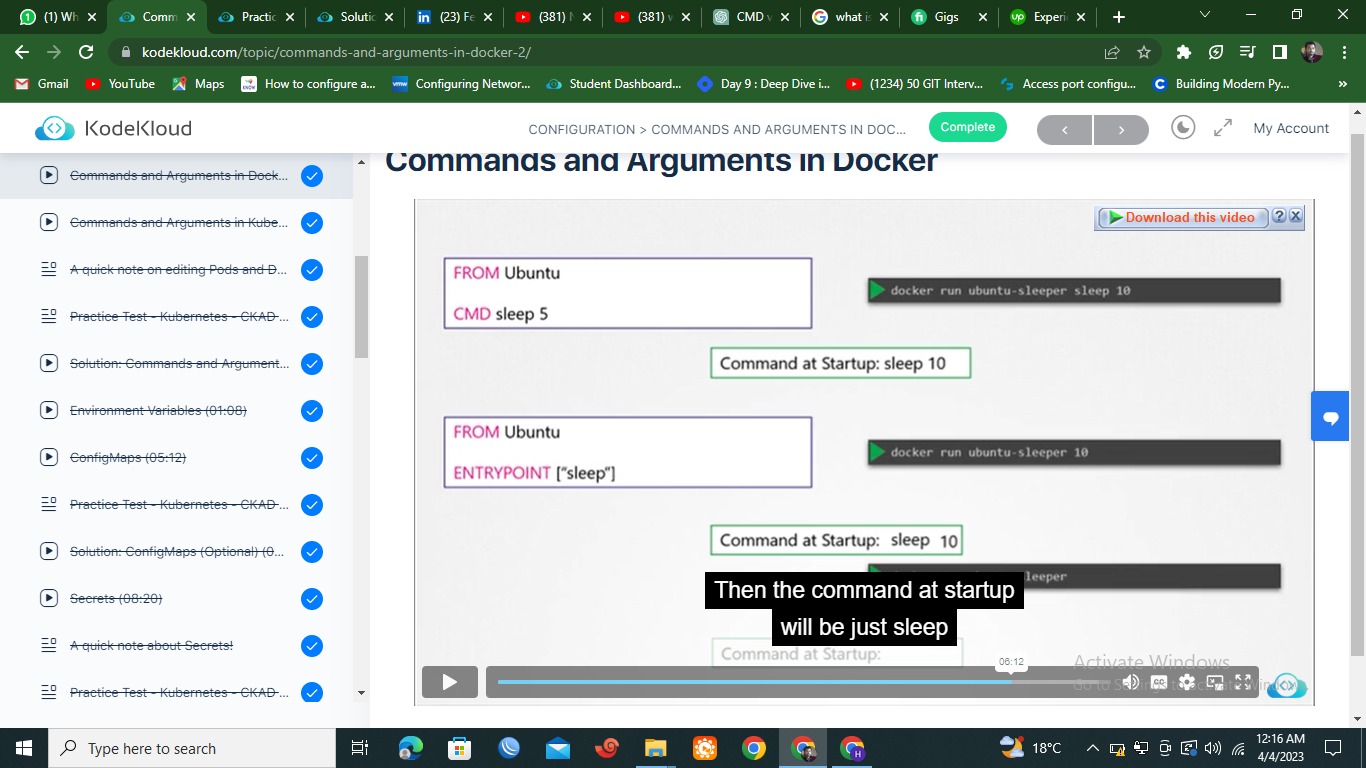 (1) Wh
Comm
Practic
Solutic
(23) Fe
(381) N
(381) v
CMD v
what is
Gigs
Experi
kodekloud.com/topic/commands-and-arguments-in-docker-2/
Gmail
YouTube
Maps
How to configure a...
Configuring Networ...
Student Dashboard...
Day 9 : Deep Dive i...
(1234) 50 GIT Interv...
Access port configu...
Building Modern Py...
KodeKloud
CONFIGURATION > COMMANDS AND ARGUMENTS IN DOC...
Complete
My Account
Commands and Arguments in Dock...
Commands and Arguments in Kube...
A quick note on editing Pods and D...
Practice Test - Kubernetes - CKAD ...
Solution: Commands and Argument...
Environment Variables (01:08)
ConfigMaps (05:12)
Practice Test - Kubernetes - CKAD ...
Solution: ConfigMaps (Optional) (0...
Secrets (08:20)
A quick note about Secrets!
Practice Test - Kubernetes - CKAD ...
Commands and Arguments in Docker
Download this video
FROM Ubuntu
CMD sleep 5
docker run ubuntu-sleeper sleep 10
Command at Startup: sleep 10
FROM Ubuntu
ENTRYPOINT ["sleep"]
docker run ubuntu-sleeper 10
Command at Startup: sleep 10
leeper
Then the command at startup
will be just sleep
Command at Startup:
06:12
Activate Windows
Type here to search
18°C
12:16 AM
4/4/2023